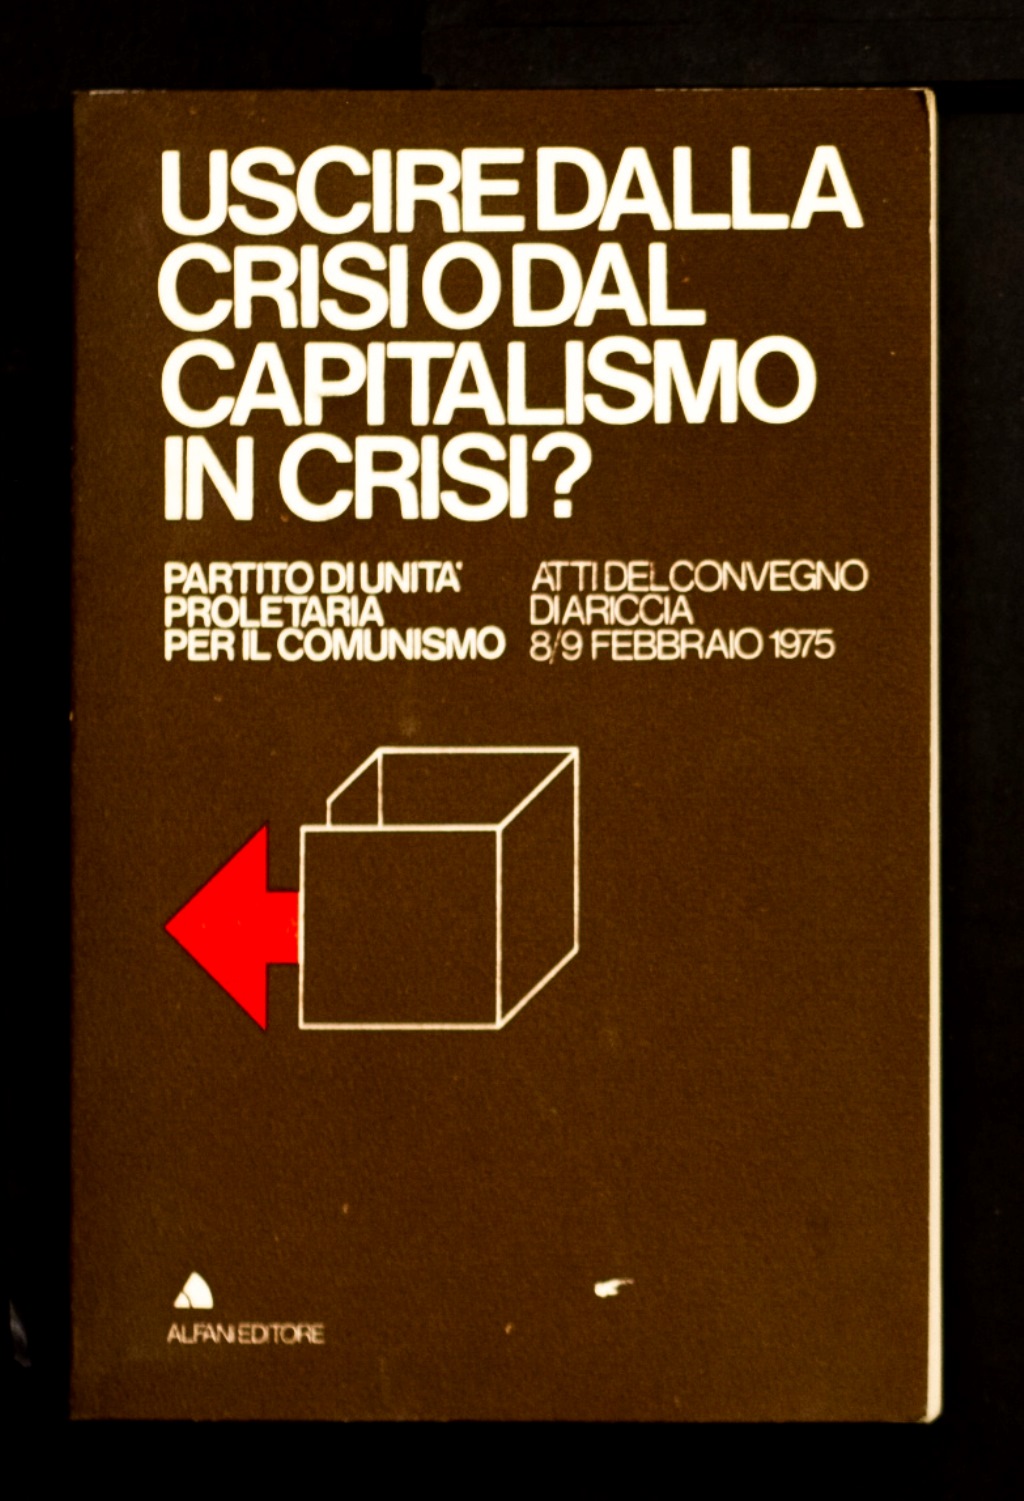 USCIRE DALLA
CRISI O DAL
CAPITALISMO
IN CRISI?
PARTITO DI UNITA'
PROLETARIA
PER IL COMUNISMO
ATTI DEL CONVEGNO
DI ARICCIA
8/9 FEBBRAIO 1975
ALFANI EDITORE